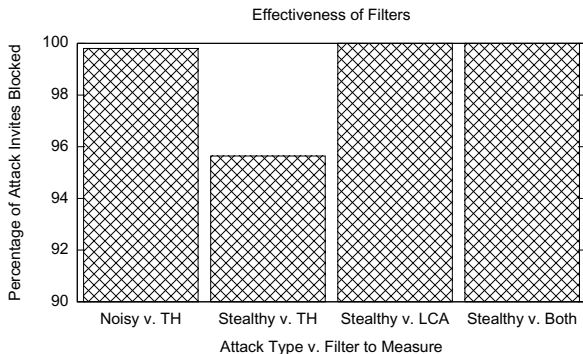 Effectiveness of Filters
Percentage of Attack Invites Blocked
100
98
96
94
92
90
Noisy v. TH
Stealthy v. TH
Stealthy v. LCA
Stealthy v. Both
Attack Type v. Filter to Measure